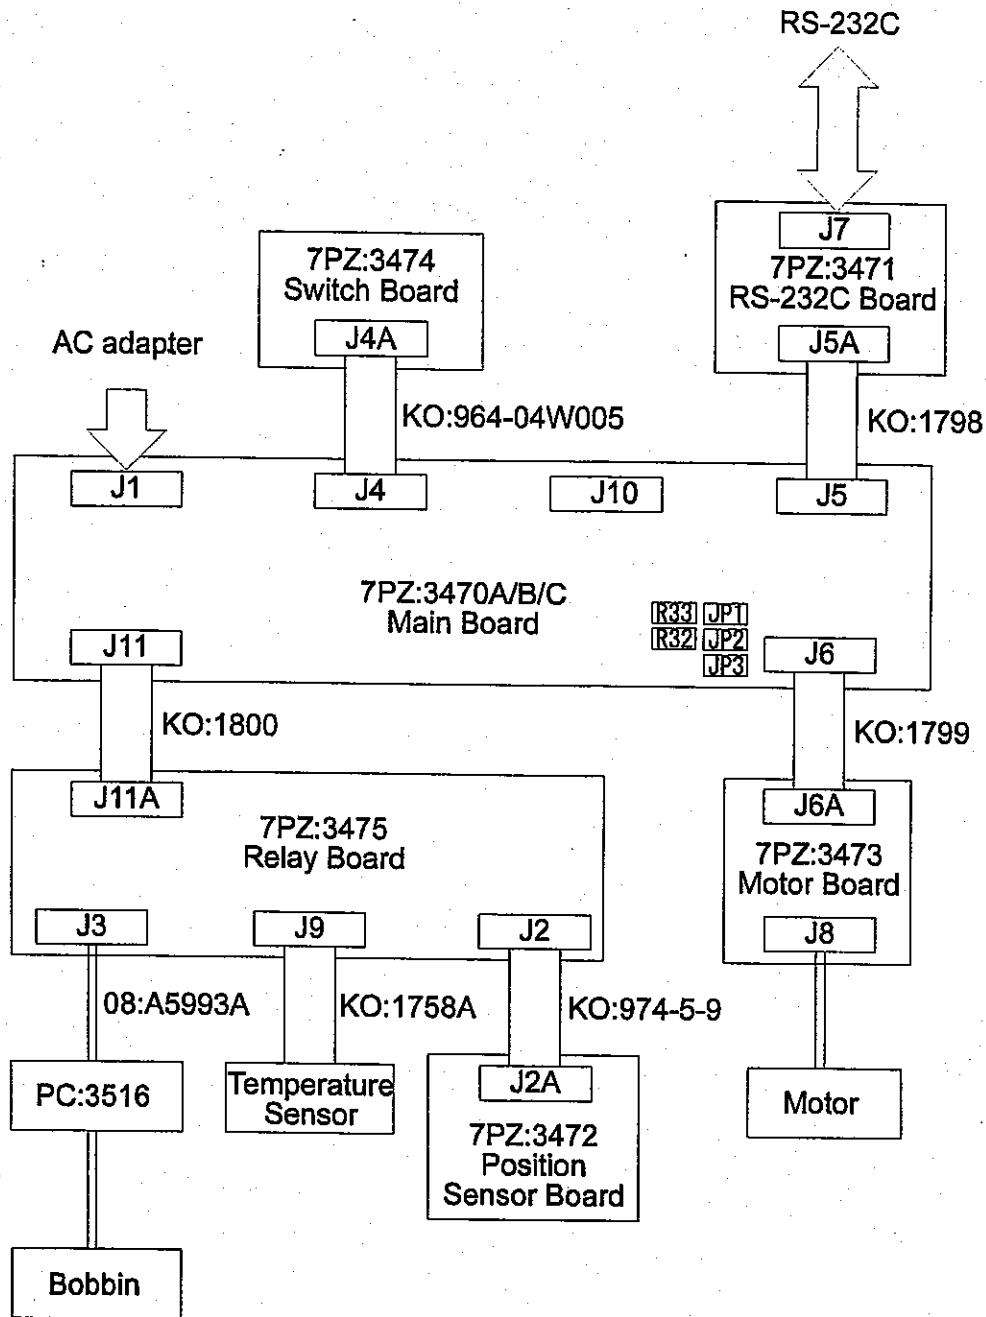 RS-232C
J7
7PZ:3471
RS-232C Board
J5A
7PZ:3474
Switch Board
J4A
AC adapter
KO:964-04W005
KO:1798
J1
J4
J10
J5
7PZ:3470A/B/C
Main Board
R33
JP1
R32
JP2
JP3
J11
J6
KO:1800
KO:1799
J11A
7PZ:3475
Relay Board
J6A
7PZ:3473
Motor Board
J3
J9
J2
J8
08:A5993A
KO:1758A
KO:974-5-9
PC:3516
Temperature
Sensor
J2A
7PZ:3472
Position
Sensor Board
Motor
Bobbin